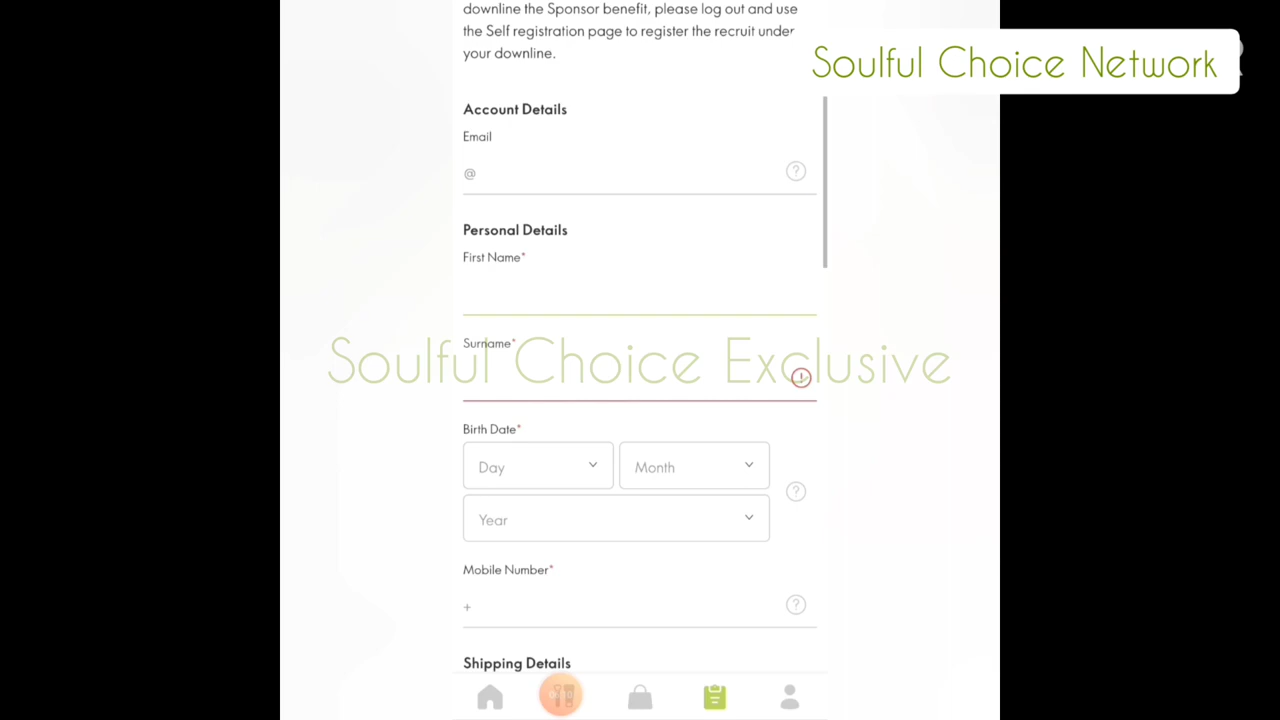 downline the Sponsor benefit, please log out and use
the Self registration page to register the recruit under
your downline.
Soulful Choice Network
Account Details
Email
@
?
Personal Details
First Name*
Surname*
!
Soulful Choice Exclusive
Birth Date*
Day
Month
?
Year
Mobile Number*
+
?
Shipping Details